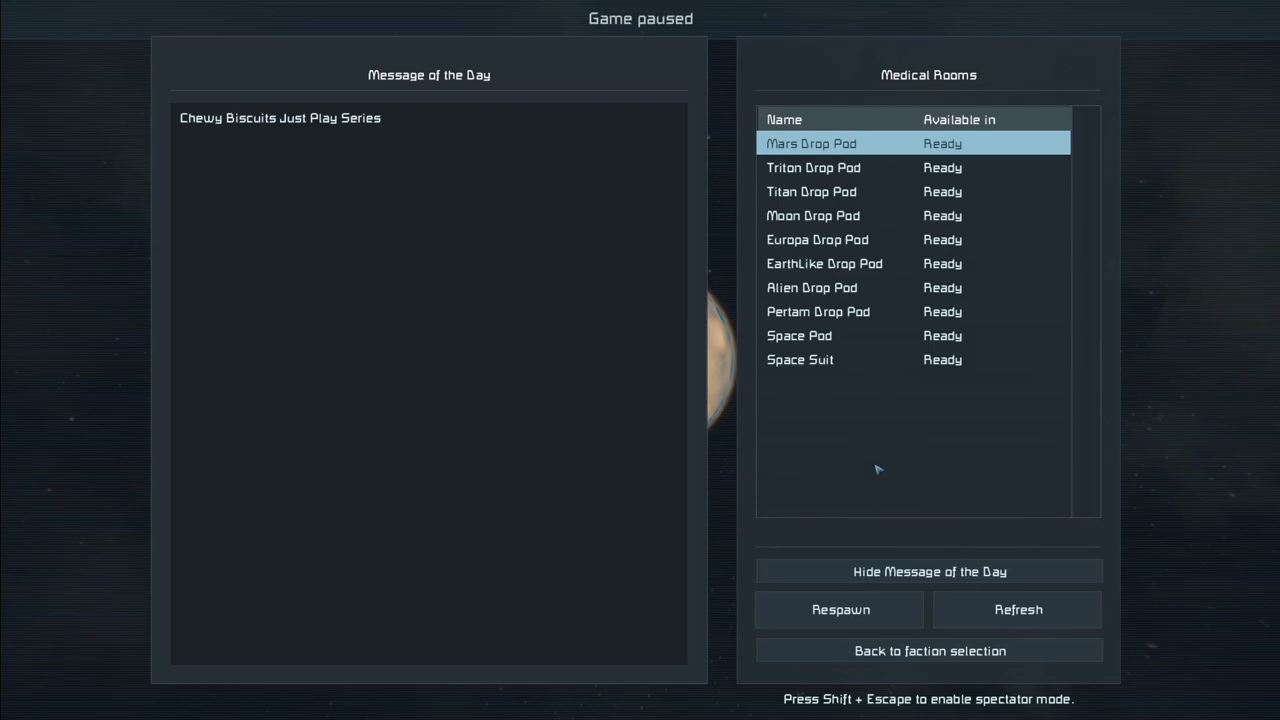 Game paused
Message of the Day
Chewy Biscuits Just Play Series
Medical Rooms
Name Available in
Mars Drop Pod Ready
Triton Drop Pod Ready
Titan Drop Pod Ready
Moon Drop Pod Ready
Europa Drop Pod Ready
EarthLike Drop Pod Ready
Alien Drop Pod Ready
Pertam Drop Pod Ready
Space Pod Ready
Space Suit Ready
Hide Message of the Day
Respawn Refresh
Back to faction selection
Press Shift + Escape to enable spectator mode.